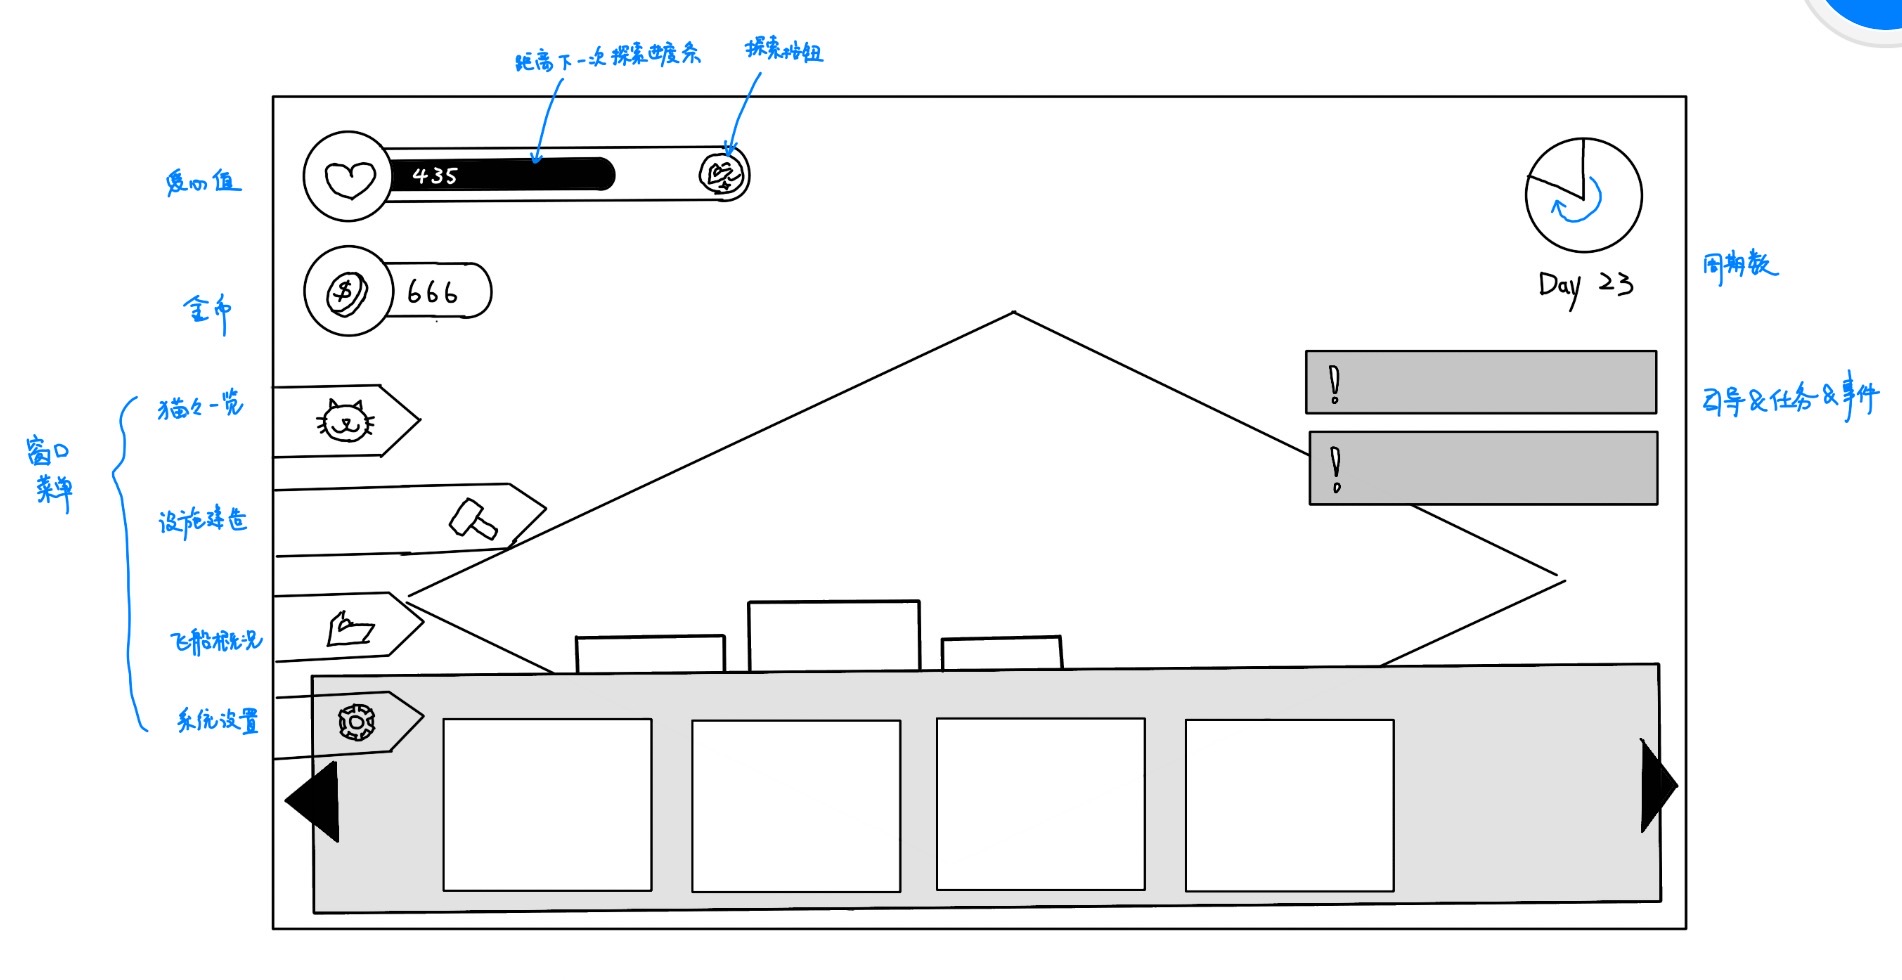 距离下一次探索进度条
探索按钮
爱心值
435
金币
$
666
Day 23
周期数
猫々一览
!
引导&任务&事件
窗口
菜单
!
设施建造
飞船概况
系统设置